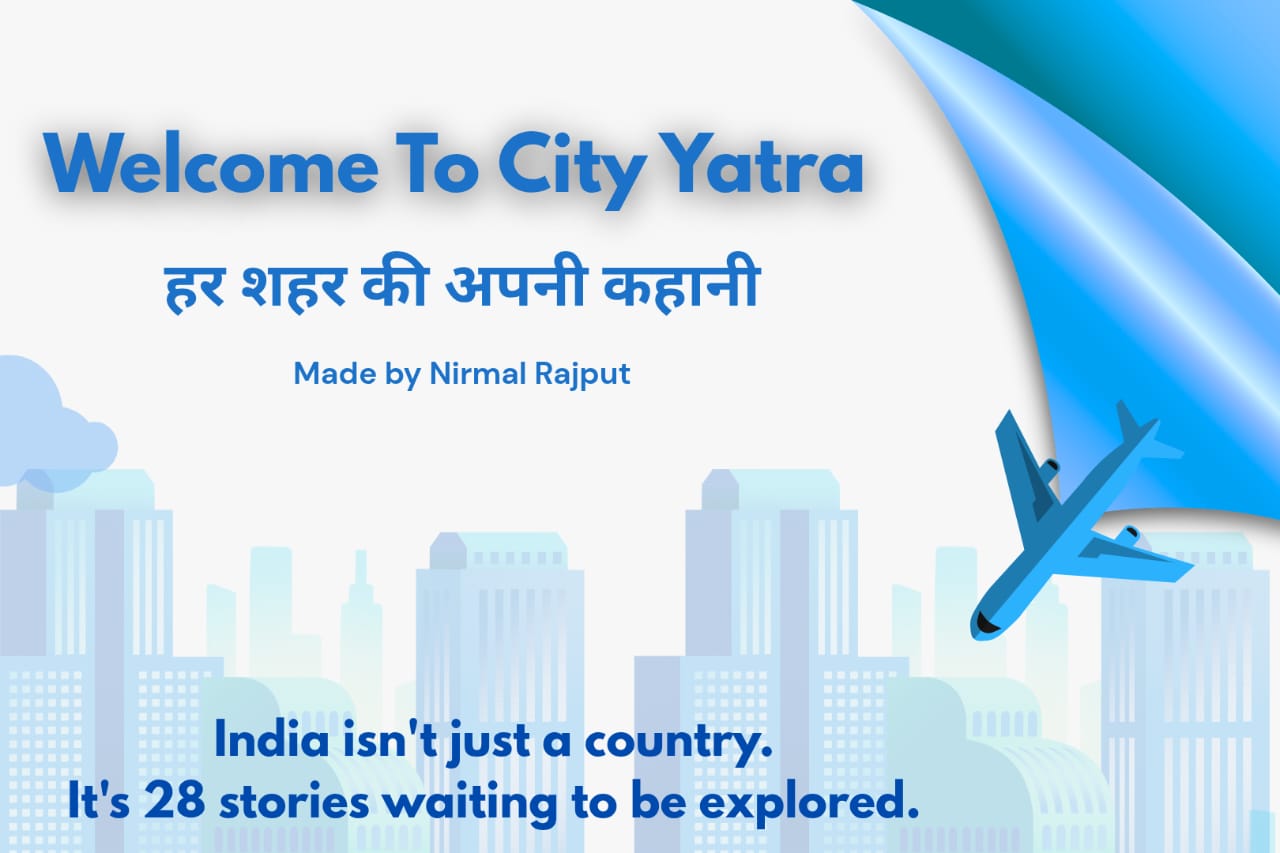 Welcome To City Yatra
हर शहर की अपनी कहानी
Made by Nirmal Rajput
India isn't just a country.
It's 28 stories waiting to be explored.